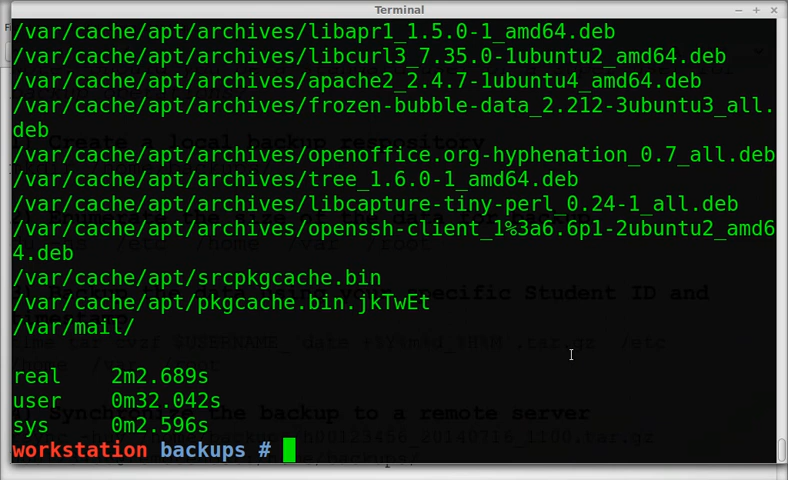 Terminal
/var/cache/apt/archives/libapr1_1.5.0-1_amd64.deb
/var/cache/apt/archives/libcurl3_7.35.0-1ubuntu2_amd64.deb
/var/cache/apt/archives/apache2_2.4.7-1ubuntu4_amd64.deb
/var/cache/apt/archives/frozen-bubble-data_2.212-3ubuntu3_all.
deb
/var/cache/apt/archives/openoffice.org-hyphenation_0.7_all.deb
/var/cache/apt/archives/tree_1.6.0-1_amd64.deb
/var/cache/apt/archives/libcapture-tiny-perl_0.24-1_all.deb
/var/cache/apt/archives/openssh-client_1%3a6.6p1-2ubuntu2_amd6
4.deb
/var/cache/apt/srcpkgcache.bin
/var/cache/apt/pkgcache.bin.jkTwEt
/var/mail/
real 2m2.689s
user 0m32.042s
sys 0m2.596s
workstation backups #